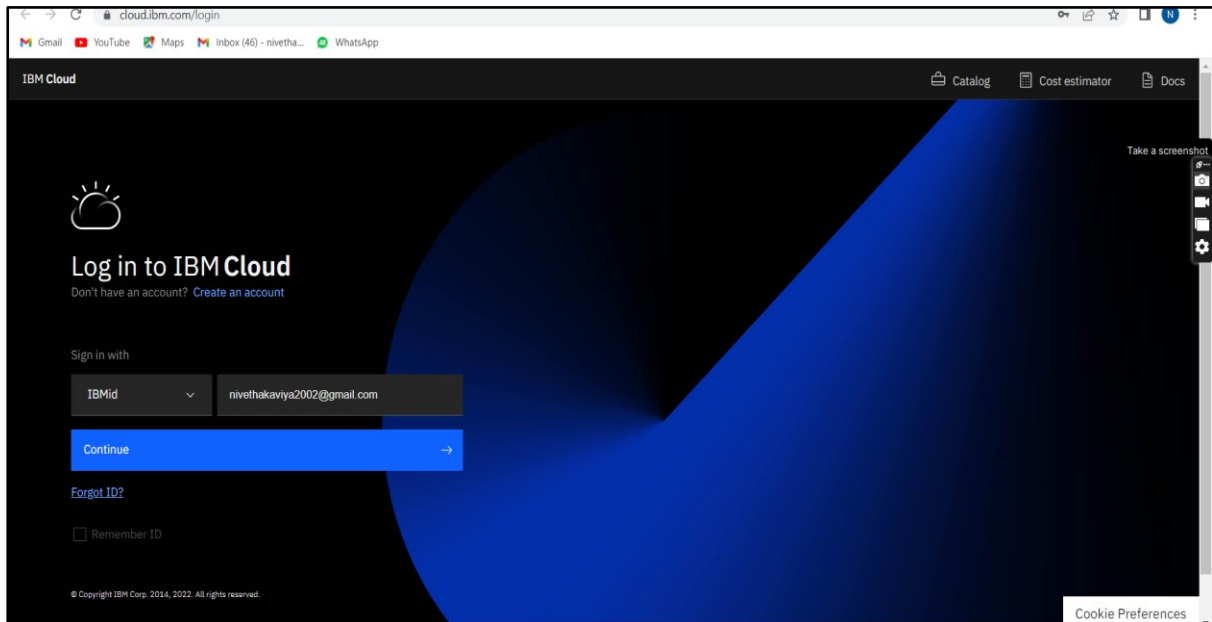 cloud.ibm.com/login
N
Gmail YouTube Maps Inbox (46) - nivetha... WhatsApp
IBM Cloud Catalog Cost estimator Docs
Take a screenshot
Log in to IBM Cloud
Don't have an account? Create an account
Sign in with
IBMid nivethakaviya2002@gmail.com
Continue
Forgot ID?
Remember ID
© Copyright IBM Corp. 2014, 2022. All rights reserved.
Cookie Preferences